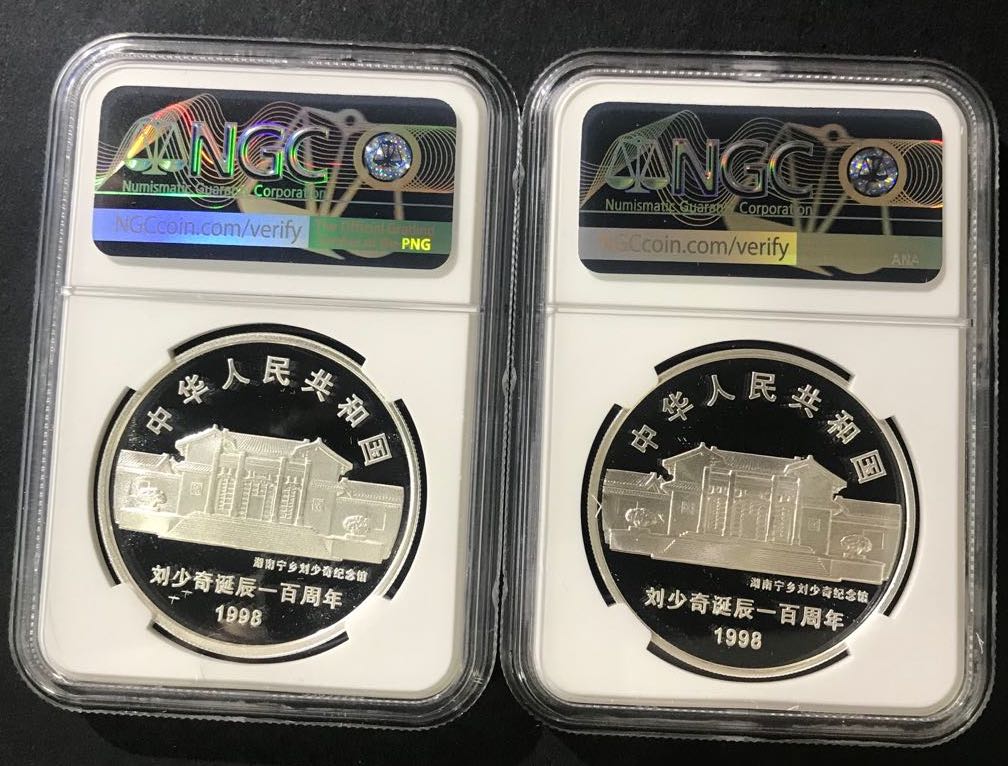 NGC
Numismatic Guaranty Corporation
NGCcoin.com/verify
The Official Grading
Service of the PNG
中华人民共和国
湖南宁乡刘少奇纪念馆
刘少奇诞辰一百周年
1998
NGC
Numismatic Guaranty Corporation
NGCcoin.com/verify
ANA
中华人民共和国
湖南宁乡刘少奇纪念馆
刘少奇诞辰一百周年
1998